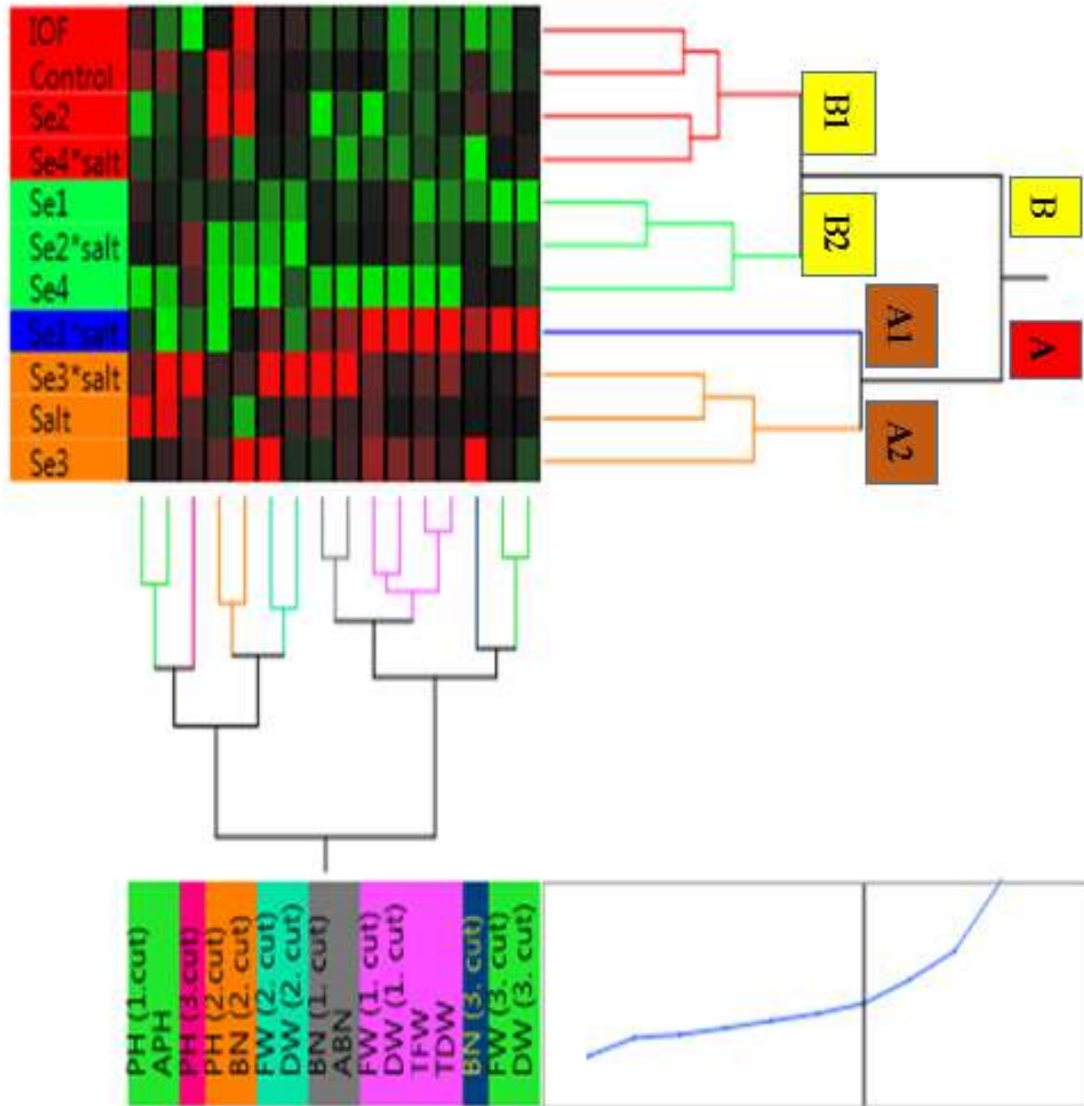 IOF
Control
Se2
Se4*salt
Se1
Se2*salt
Se4
Se1*salt
Se3*salt
Salt
Se3
B1
B2
B
A1
A
A2
PH (1.cut)
APH
PH (3.cut)
PH (2.cut)
BN (2. cut)
FW (2. cut)
DW (2. cut)
BN (1. cut)
ABN
FW (1. cut)
DW (1. cut)
TFW
TDW
BN (3. cut)
FW (3. cut)
DW (3. cut)